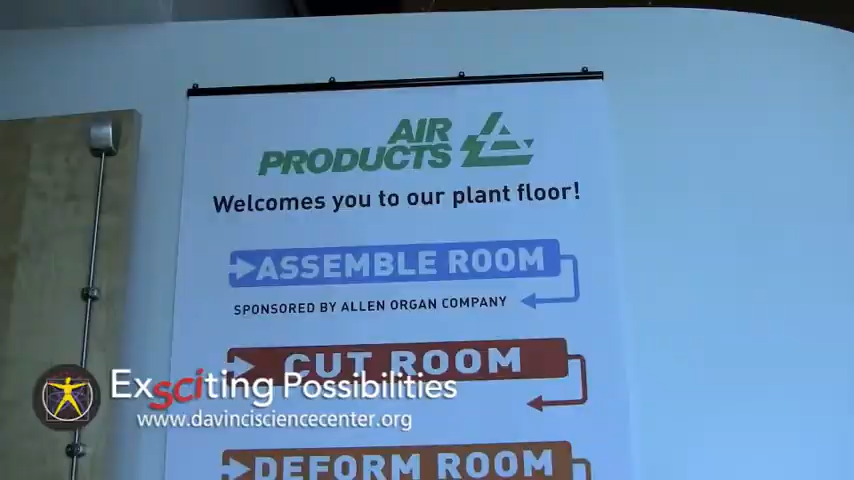 AIR
PRODUCTS
Welcomes you to our plant floor!
ASSEMBLE ROOM
SPONSORED BY ALLEN ORGAN COMPANY
CUT ROOM
Exsciting Possibilities
www.davincisciencecenter.org
DEFORM ROOM